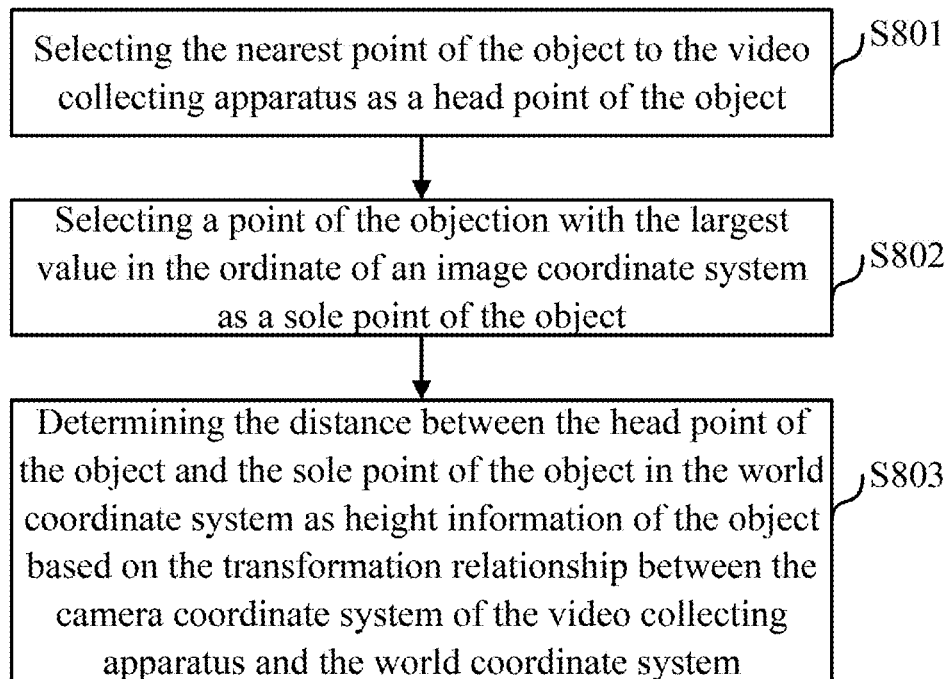 Selecting the nearest point of the object to the video
collecting apparatus as a head point of the object
S801
Selecting a point of the objection with the largest
value in the ordinate of an image coordinate system
as a sole point of the object
S802
Determining the distance between the head point of
the object and the sole point of the object in the world
coordinate system as height information of the object
based on the transformation relationship between the
camera coordinate system of the video collecting
apparatus and the world coordinate system
S803